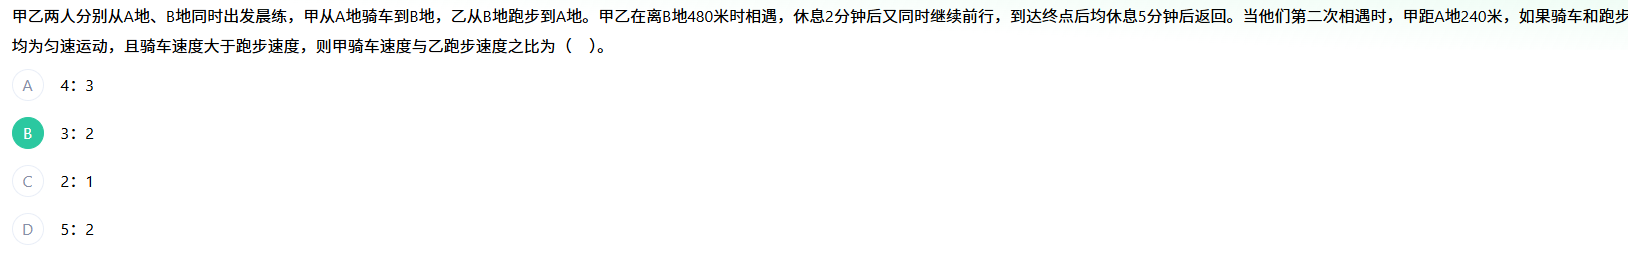 甲乙两人分别从A地、B地同时出发晨练，甲从A地骑车到B地，乙从B地跑步到A地。甲乙在离B地480米时相遇，休息2分钟后又同时继续前行，到达终点后均休息5分钟后返回。当他们第二次相遇时，甲距A地240米，如果骑车和跑步
均为匀速运动，且骑车速度大于跑步速度，则甲骑车速度与乙跑步速度之比为（　）。
A 4：3
B 3：2
C 2：1
D 5：2